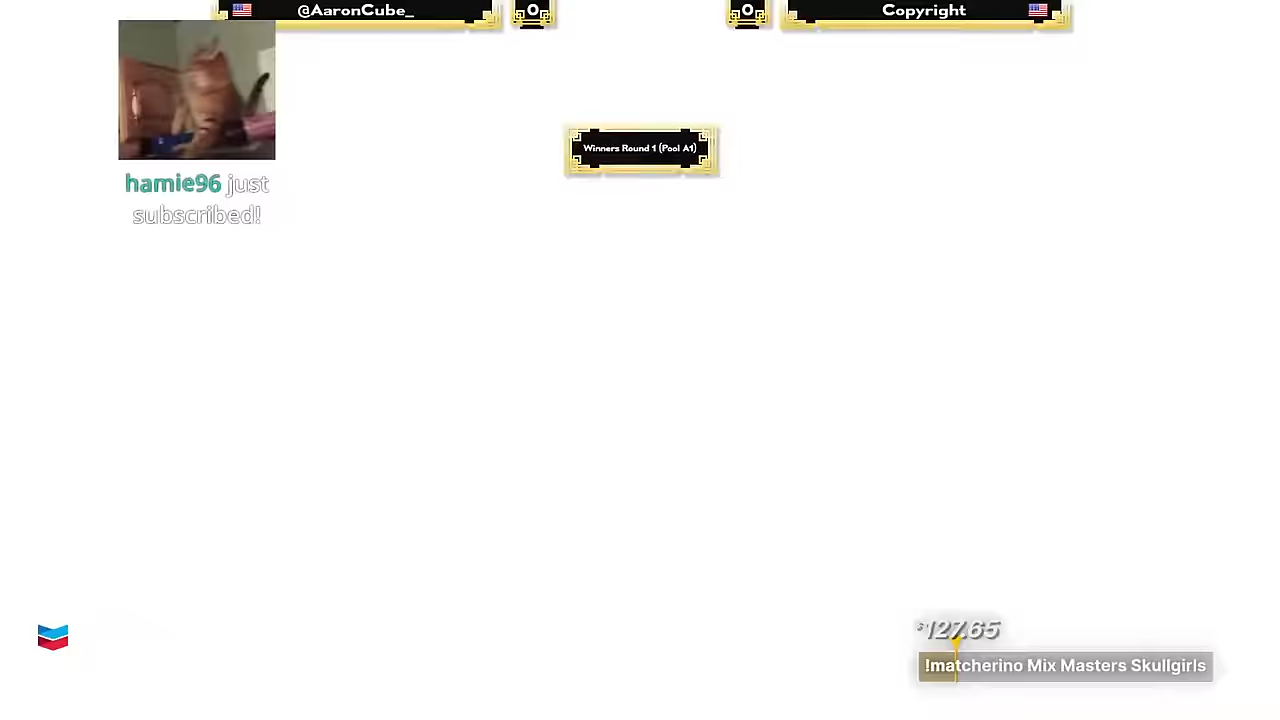 @AaronCube_ 0 0 Copyright
Winners Round 1 (Pool A1)
hamie96 just
subscribed!
$127.65
!matcherino Mix Masters Skullgirls